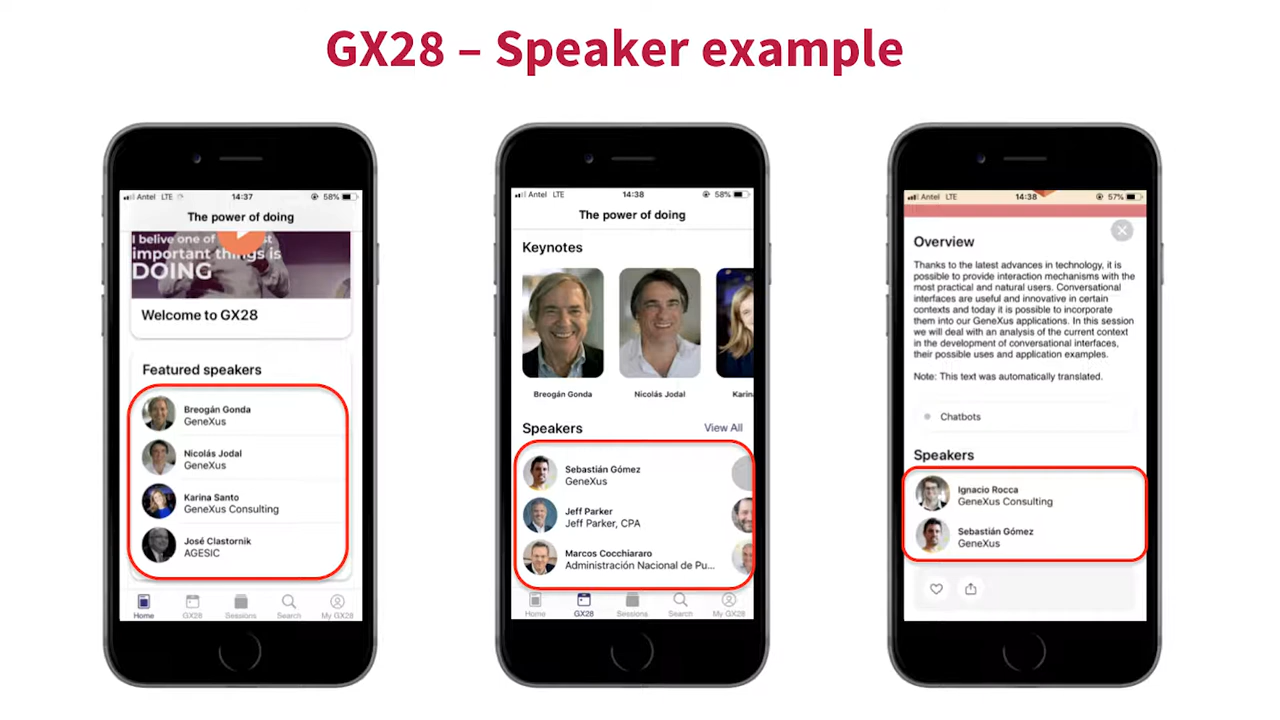 GX28 – Speaker example
Antel LTE 14:37 58%
The power of doing
I belive one of
st
important things is
DOING
Welcome to GX28
Featured speakers
Breogán Gonda
GeneXus
Nicolás Jodal
GeneXus
Karina Santo
GeneXus Consulting
José Clastornik
AGESIC
Home GX28 Sessions Search My GX28
Antel LTE 14:38 58%
The power of doing
Keynotes
Breogán Gonda Nicolás Jodal Karin
Speakers View All
Sebastián Gómez
GeneXus
Jeff Parker
Jeff Parker, CPA
Marcos Cocchiararo
Administración Nacional de Pu...
Home GX28 Sessions Search My GX28
Antel LTE 14:38 57%
Overview
Thanks to the latest advances in technology, it is
possible to provide interaction mechanisms with the
most practical and natural users. Conversational
interfaces are useful and innovative in certain
contexts and today it is possible to incorporate
them into our GeneXus applications. In this session
we will deal with an analysis of the current context
in the development of conversational interfaces,
their possible uses and application examples.
Note: This text was automatically translated.
Chatbots
Speakers
Ignacio Rocca
GeneXus Consulting
Sebastián Gómez
GeneXus